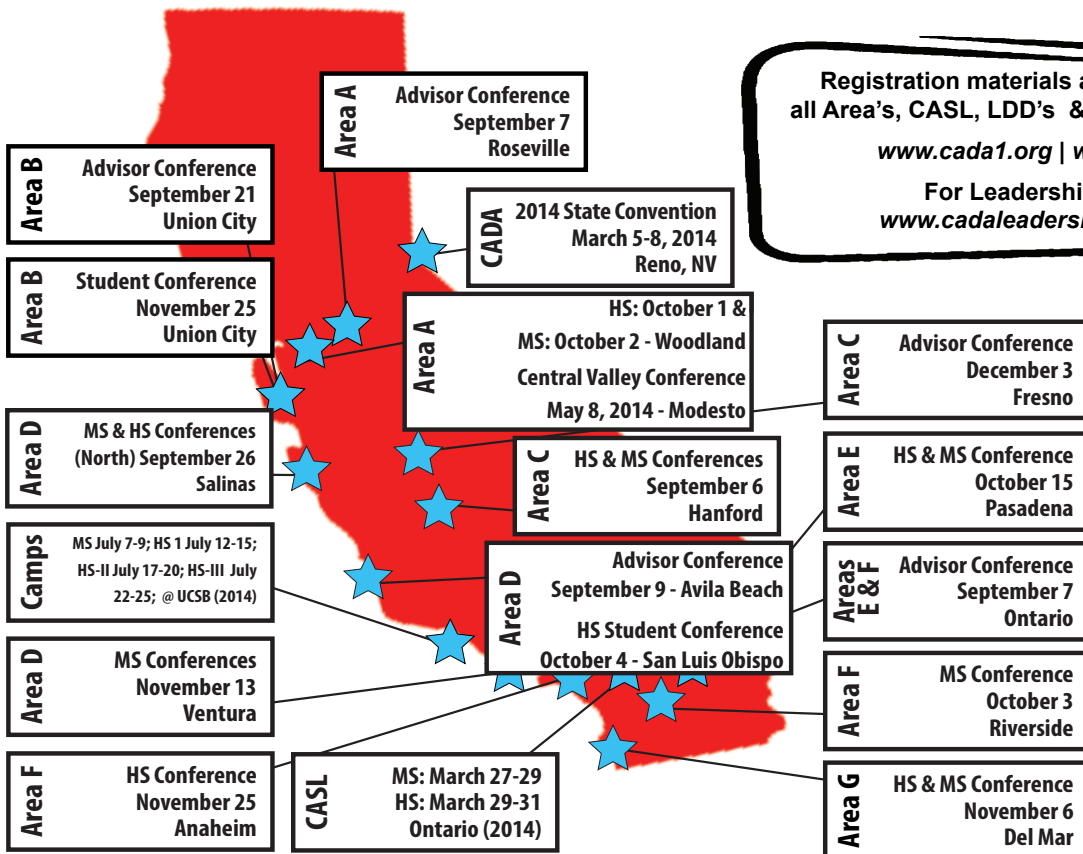 Registration materials a
all Area's, CASL, LDD's &
www.cada1.org | w
For Leadershi
www.cadaleaders
Area A
Advisor Conference
September 7
Roseville
Area B
Advisor Conference
September 21
Union City
CADA
2014 State Convention
March 5-8, 2014
Reno, NV
Area B
Student Conference
November 25
Union City
Area A
HS: October 1 &
MS: October 2 - Woodland
Central Valley Conference
May 8, 2014 - Modesto
Area C
Advisor Conference
December 3
Fresno
Area D
MS & HS Conferences
(North) September 26
Salinas
Area C
HS & MS Conferences
September 6
Hanford
Area E
HS & MS Conference
October 15
Pasadena
Camps
MS July 7-9; HS 1 July 12-15;
HS-II July 17-20; HS-III July
22-25; @ UCSB (2014)
Area D
Advisor Conference
September 9 - Avila Beach
HS Student Conference
October 4 - San Luis Obispo
Areas
E & F
Advisor Conference
September 7
Ontario
Area D
MS Conferences
November 13
Ventura
Area F
MS Conference
October 3
Riverside
Area F
HS Conference
November 25
Anaheim
CASL
MS: March 27-29
HS: March 29-31
Ontario (2014)
Area G
HS & MS Conference
November 6
Del Mar